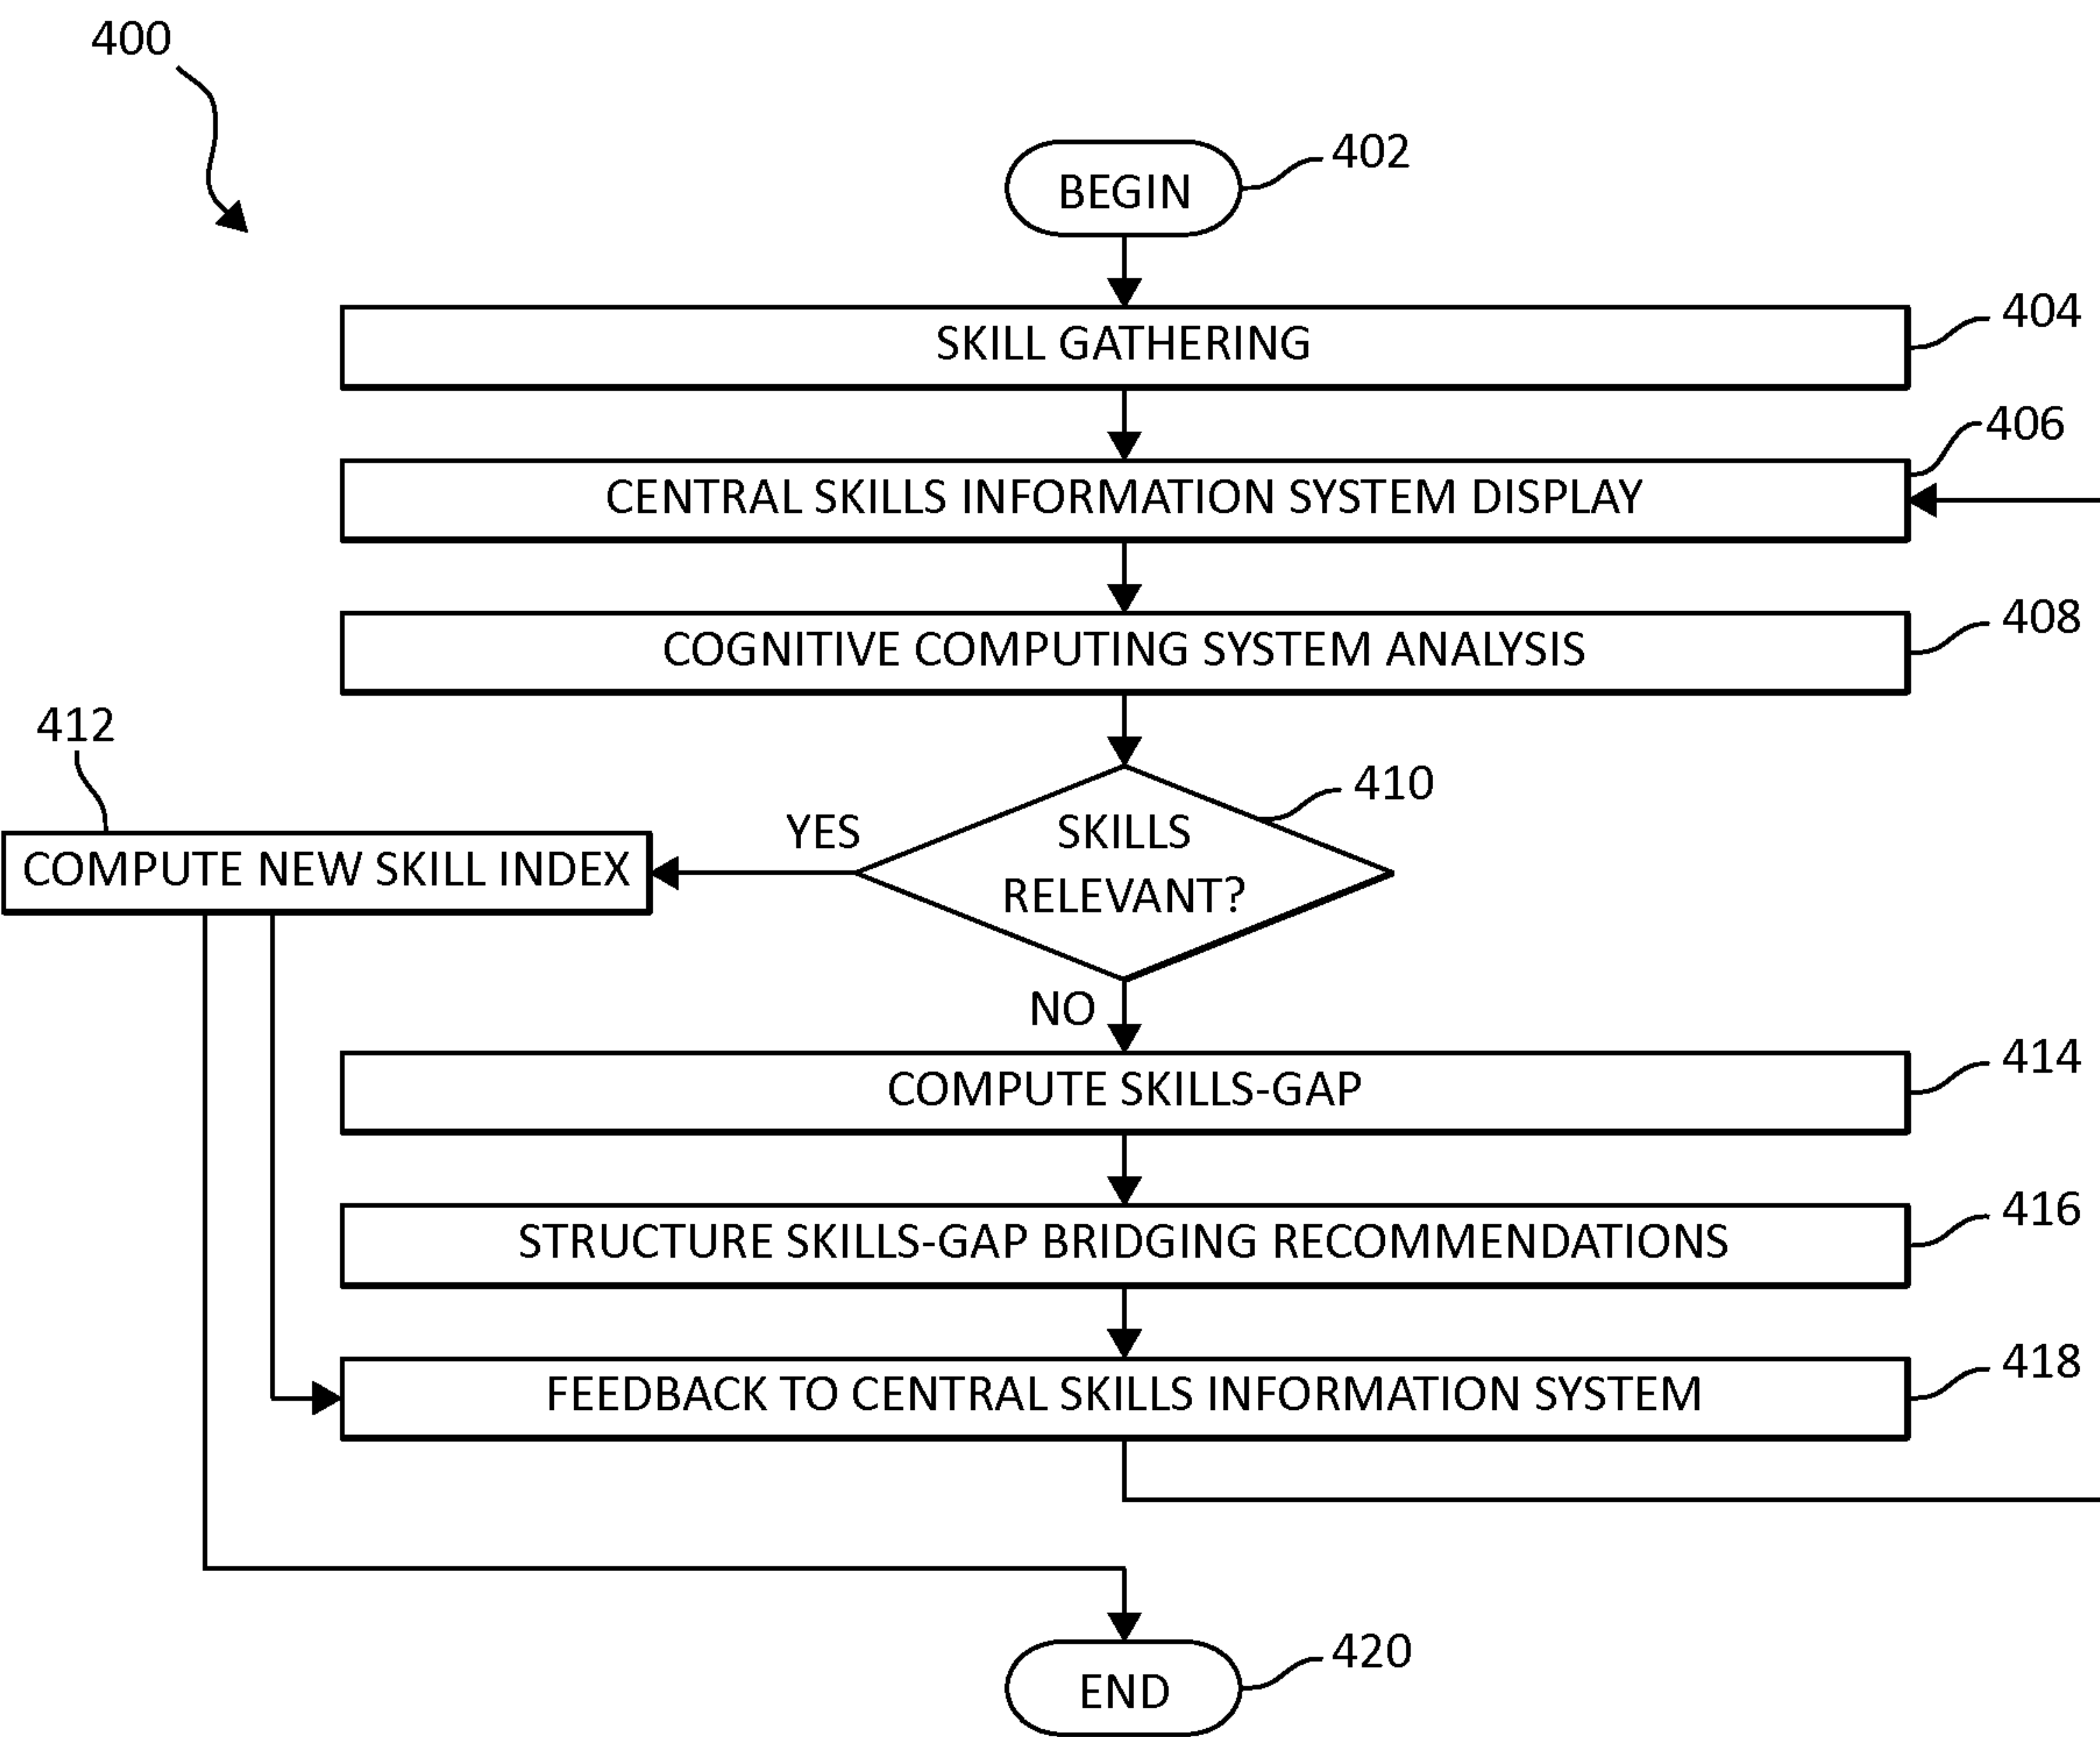 400
BEGIN
402
SKILL GATHERING
404
CENTRAL SKILLS INFORMATION SYSTEM DISPLAY
406
COGNITIVE COMPUTING SYSTEM ANALYSIS
408
SKILLS
RELEVANT?
410
YES
412
COMPUTE NEW SKILL INDEX
NO
COMPUTE SKILLS-GAP
414
STRUCTURE SKILLS-GAP BRIDGING RECOMMENDATIONS
416
FEEDBACK TO CENTRAL SKILLS INFORMATION SYSTEM
418
END
420